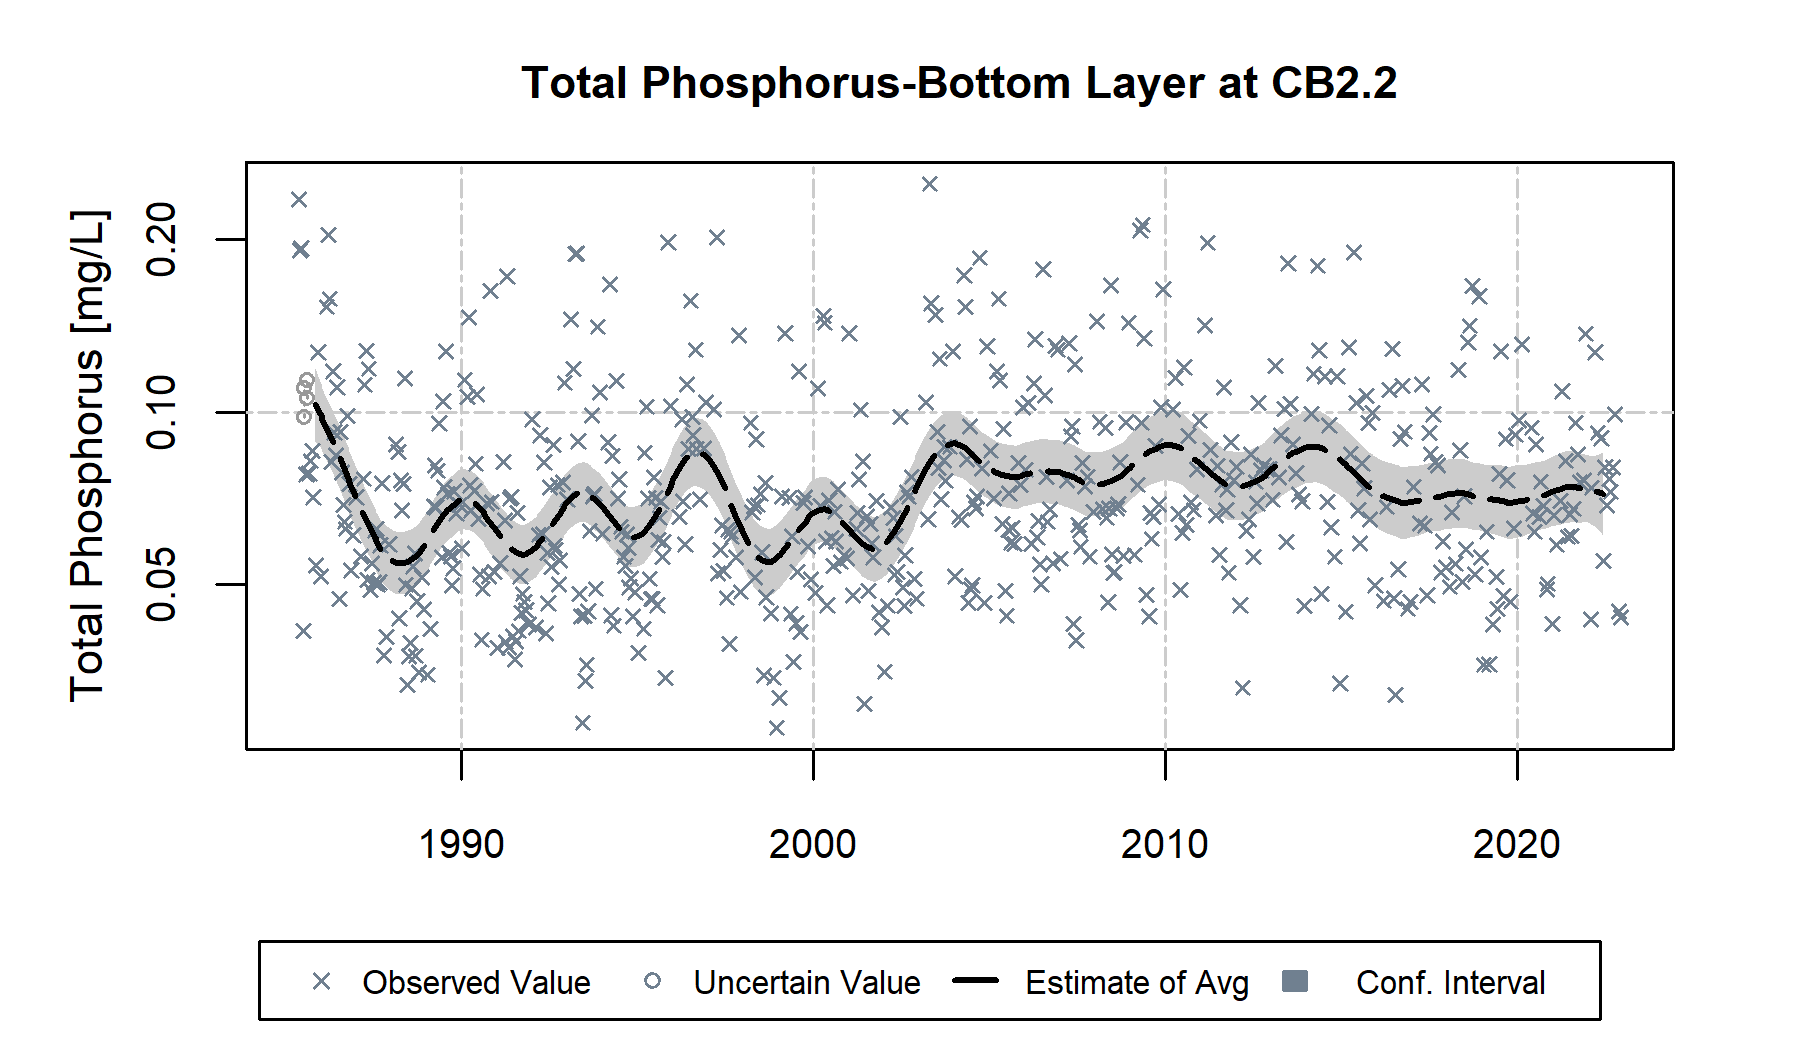 Total Phosphorus-Bottom Layer at CB2.2
Total Phosphorus [mg/L]
0.20
0.10
0.05
1990 2000 2010 2020
Observed Value Uncertain Value Estimate of Avg Conf. Interval